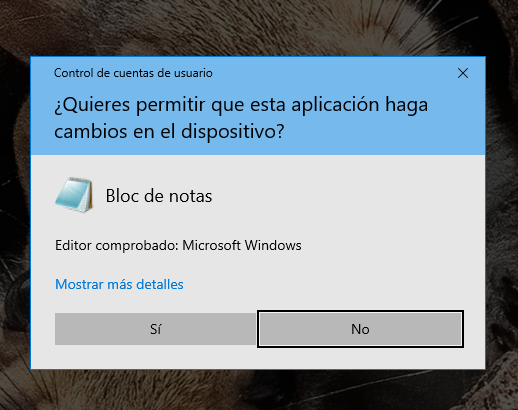 Control de cuentas de usuario
¿Quieres permitir que esta aplicación haga
cambios en el dispositivo?
Bloc de notas
Editor comprobado: Microsoft Windows
Mostrar más detalles
Sí
No